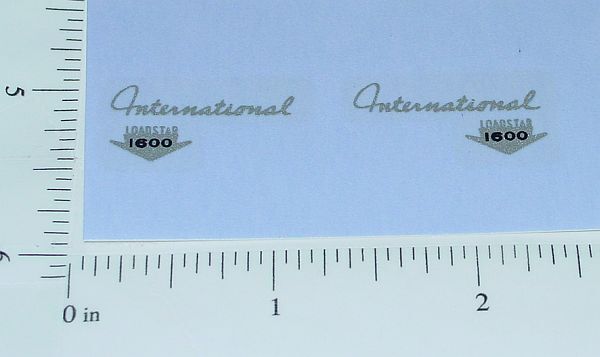 International International
LOADSTAR LOADSTAR
1600 1600
5
6
0 in 1 2